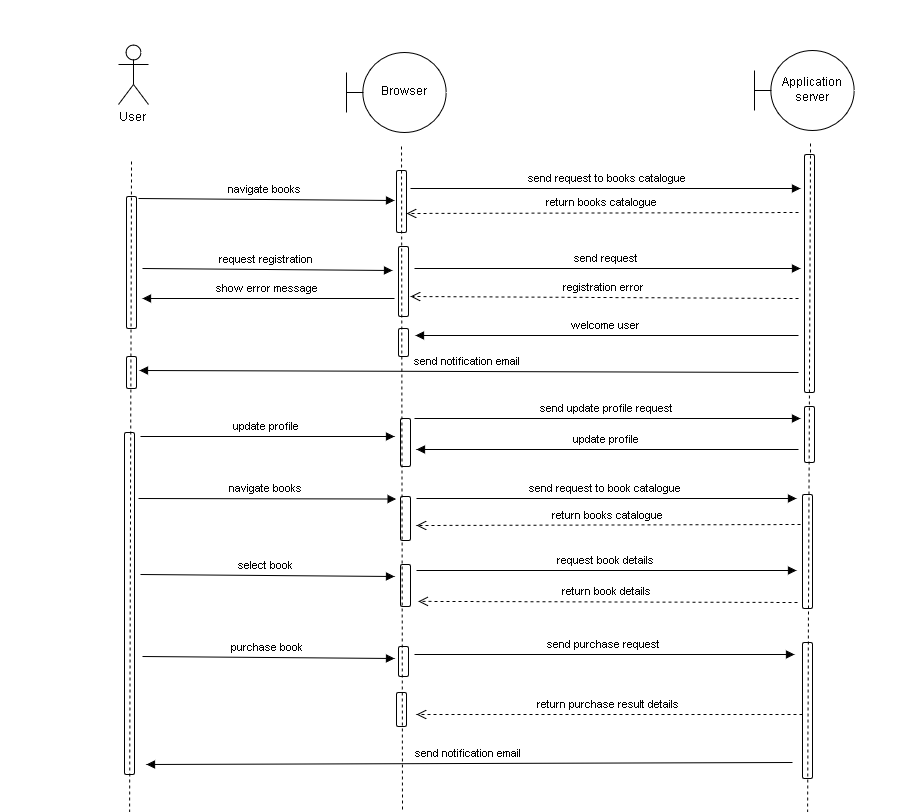 User
Browser
Application
server
navigate books
send request to books catalogue
return books catalogue
request registration
send request
show error message
registration error
welcome user
send notification email
send update profile request
update profile
update profile
navigate books
send request to book catalogue
return books catalogue
select book
request book details
return book details
purchase book
send purchase request
return purchase result details
send notification email